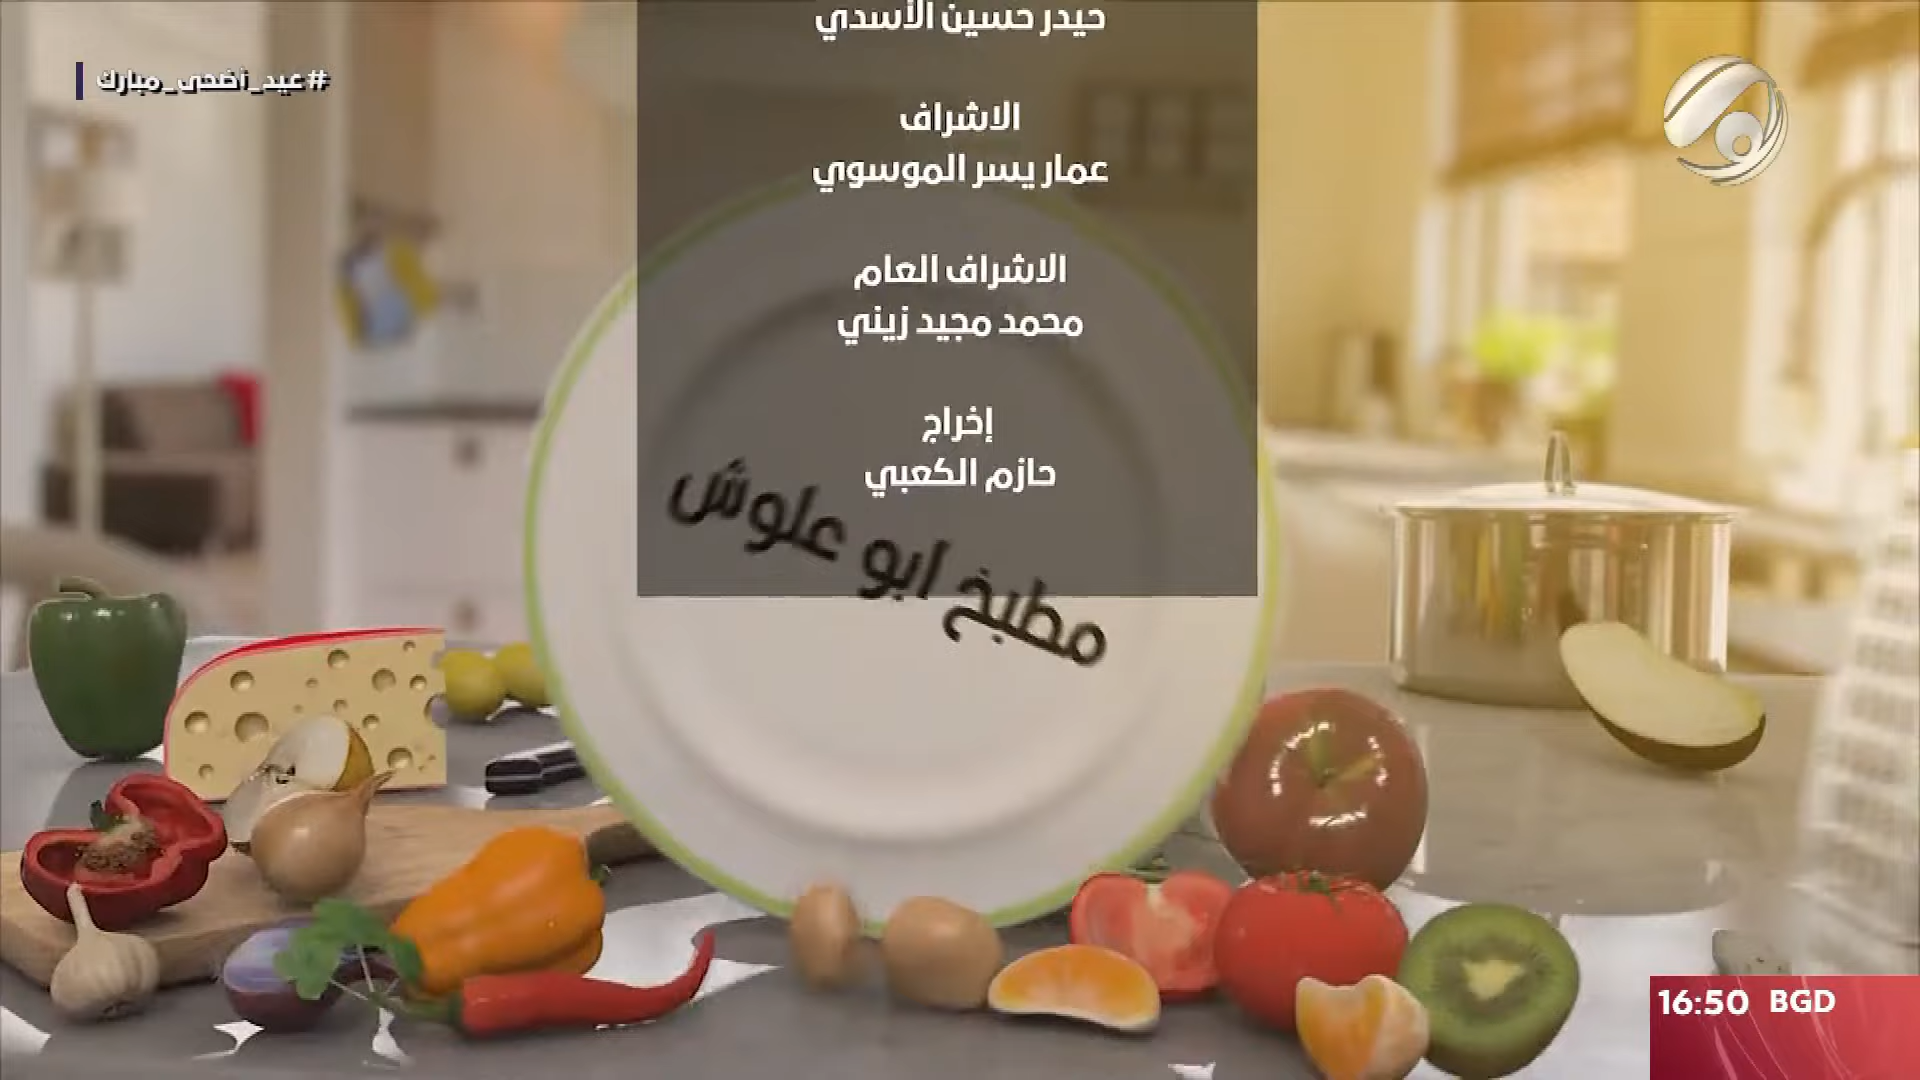 #عيد_أضحى_مبارك
حيدر حسين الأسدي
الاشراف
عمار يسر الموسوي
الاشراف العام
محمد مجيد زيني
إخراج
حازم الكعبي
مطبخ ابو علوش
16:50 BGD